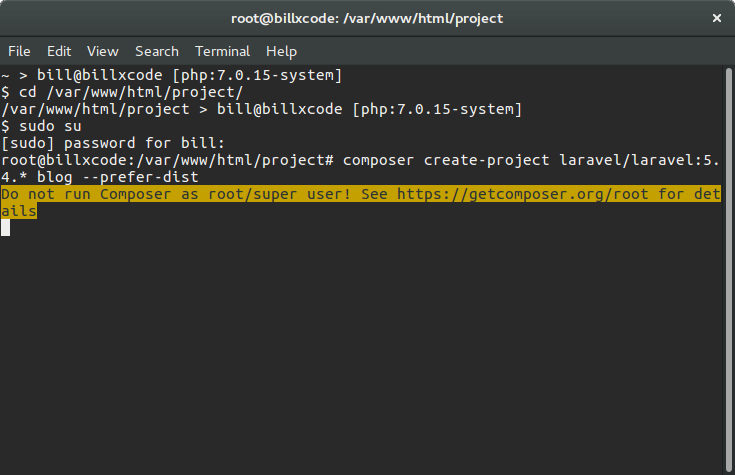 root@billxcode: /var/www/html/project ×
File Edit View Search Terminal Help
~ > bill@billxcode [php:7.0.15-system]
$ cd /var/www/html/project/
/var/www/html/project > bill@billxcode [php:7.0.15-system]
$ sudo su
[sudo] password for bill:
root@billxcode:/var/www/html/project# composer create-project laravel/laravel:5.
4.* blog --prefer-dist
Do not run Composer as root/super user! See https://getcomposer.org/root for det
ails